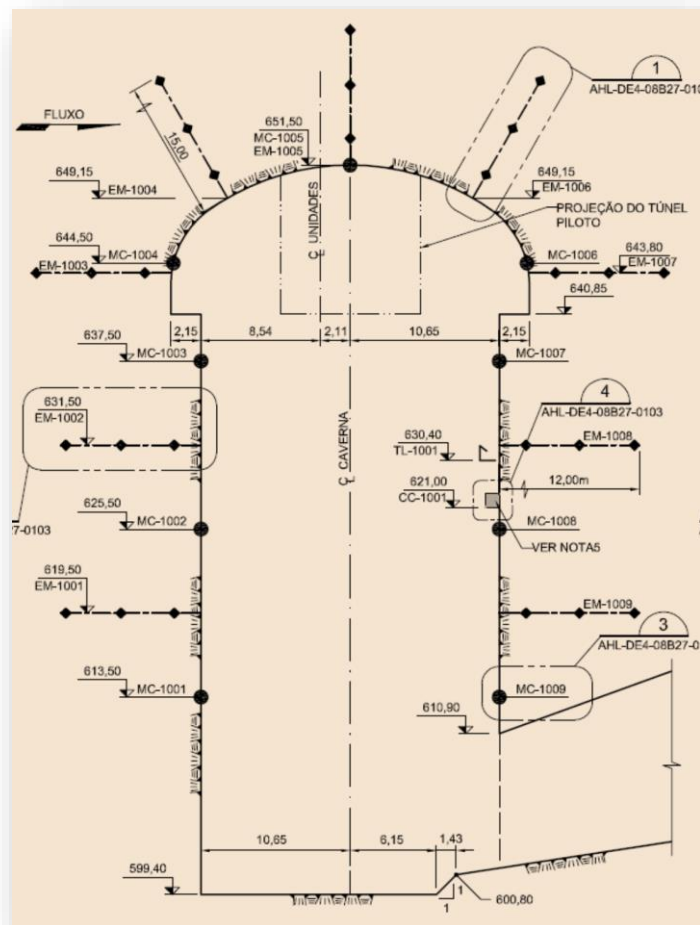 1
AHL-DE4-08B27-010
FLUXO
15,00
651,50
MC-1005
EM-1005
649,15
EM-1004
649,15
EM-1006
PROJEÇÃO DO TÚNEL
PILOTO
℄ UNIDADES
644,50
MC-1004
EM-1003
MC-1006
643,80
EM-1007
640,85
2,15
8,54
2,11
10,65
2,15
637,50
MC-1003
MC-1007
4
AHL-DE4-08B27-0103
631,50
EM-1002
℄ CAVERNA
630,40
TL-1001
EM-1008
12,00m
621,00
CC-1001
625,50
MC-1002
MC-1008
27-0103
VER NOTA5
619,50
EM-1001
EM-1009
3
AHL-DE4-08B27-0
613,50
MC-1001
MC-1009
610,90
10,65
6,15
1,43
599,40
1
1
600,80